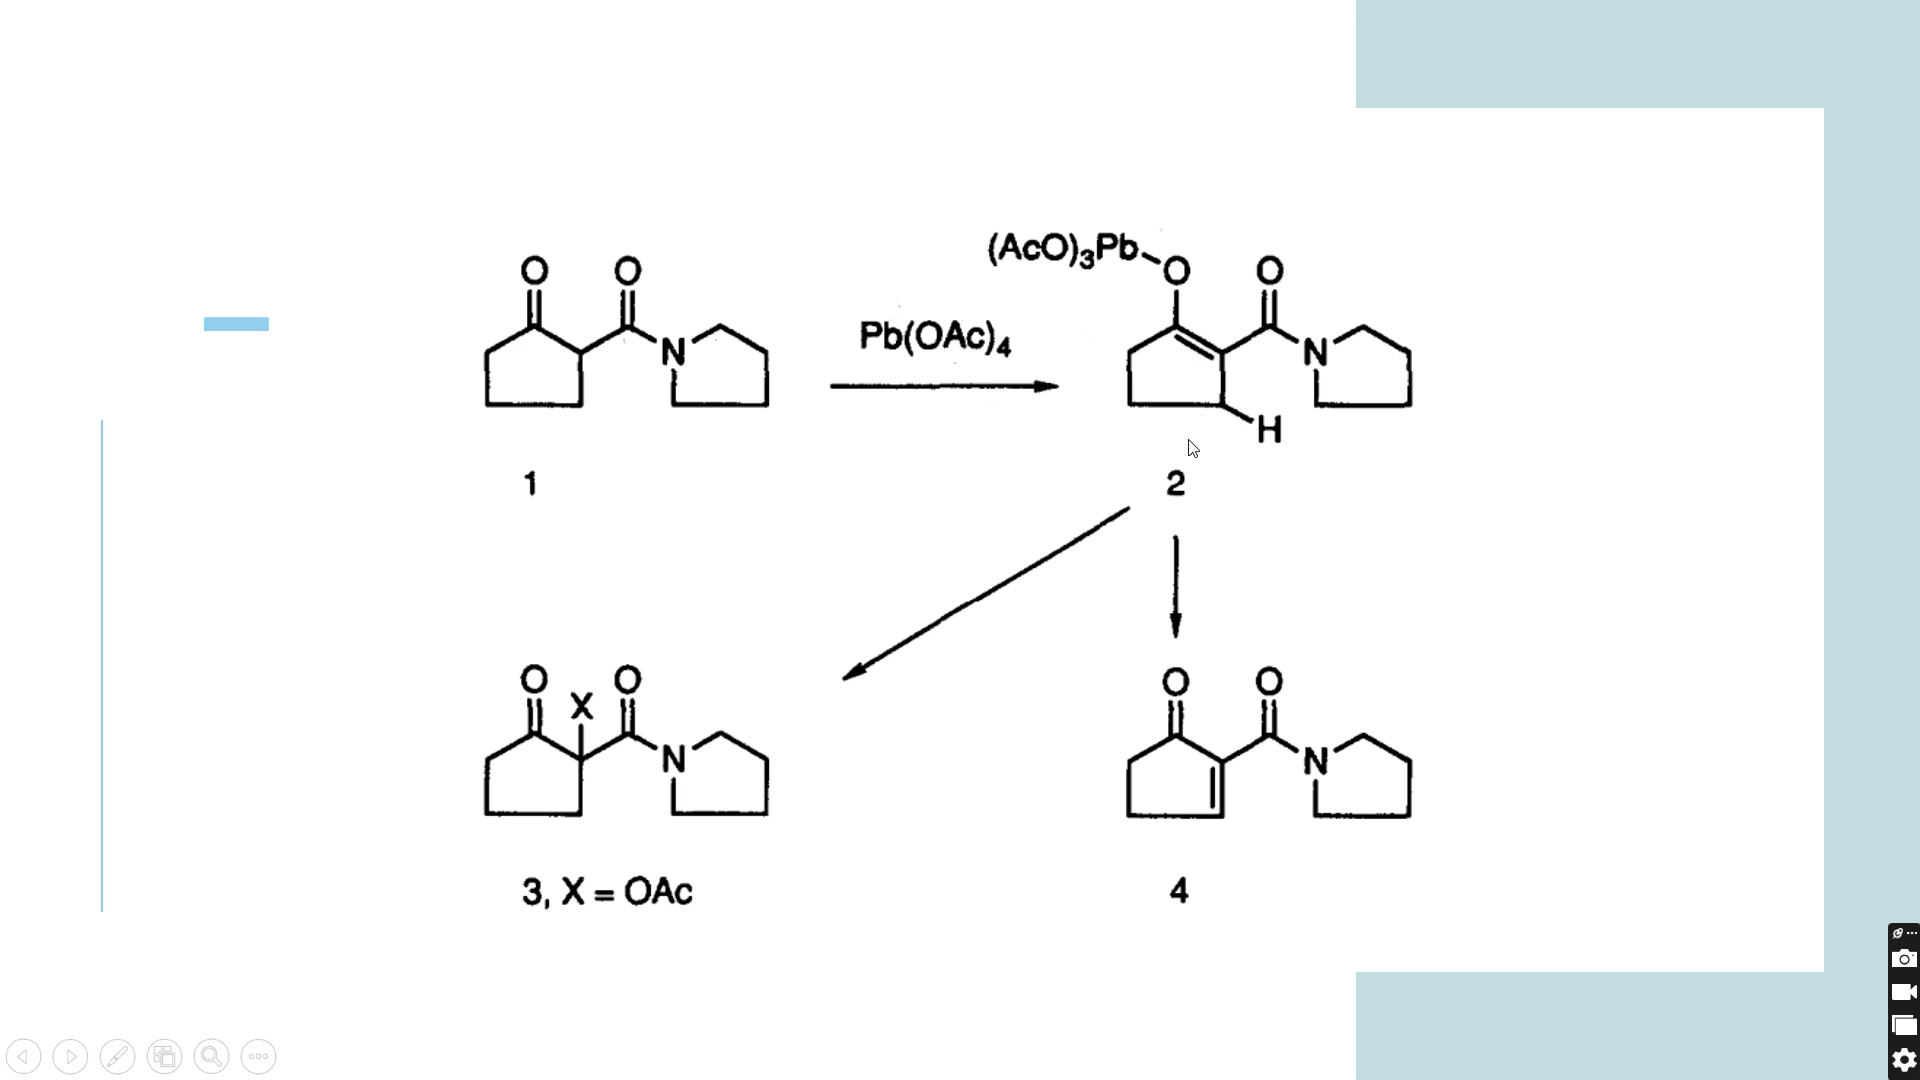 (AcO)₃Pb
O
O
O
O
Pb(OAc)₄
N
N
H
1
2
O
O
X
N
O
O
N
3, X = OAc
4